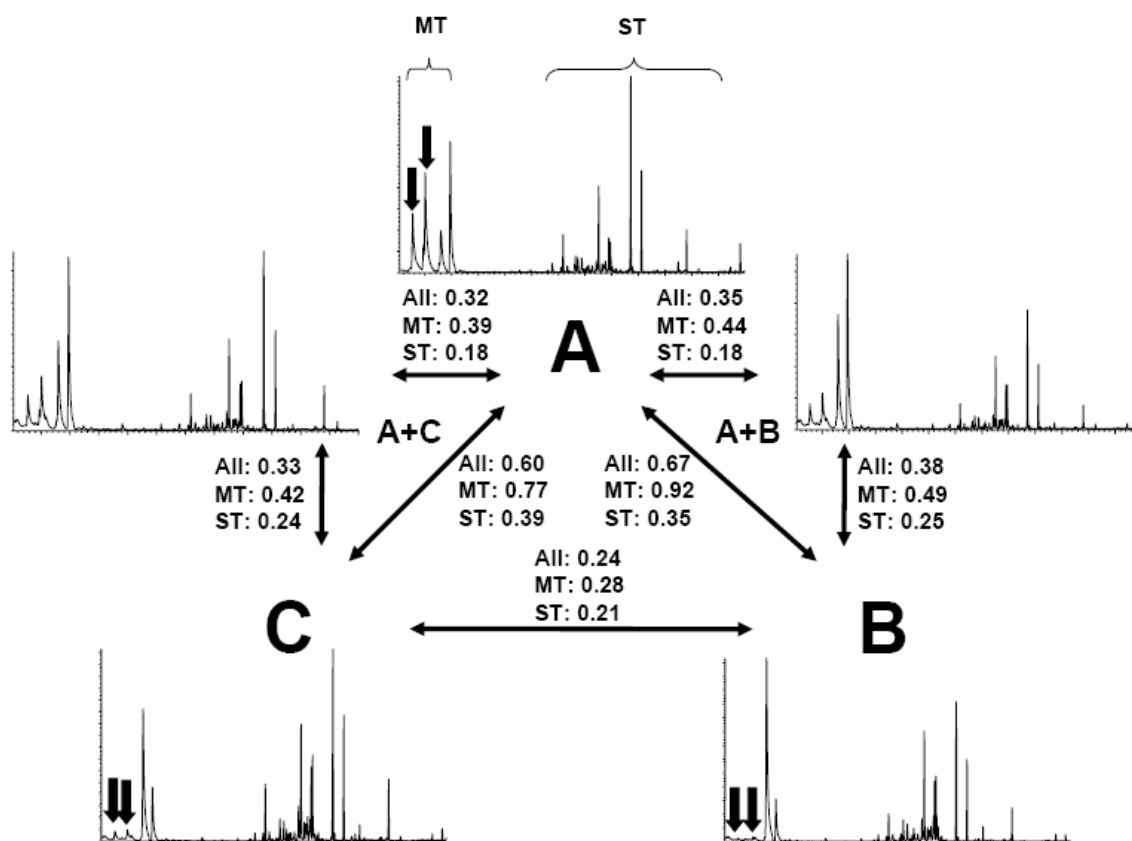 MT
ST
All: 0.32
MT: 0.39
ST: 0.18
A
All: 0.35
MT: 0.44
ST: 0.18
A+C
A+B
All: 0.33
MT: 0.42
ST: 0.24
All: 0.60
MT: 0.77
ST: 0.39
All: 0.67
MT: 0.92
ST: 0.35
All: 0.38
MT: 0.49
ST: 0.25
All: 0.24
MT: 0.28
ST: 0.21
C
B